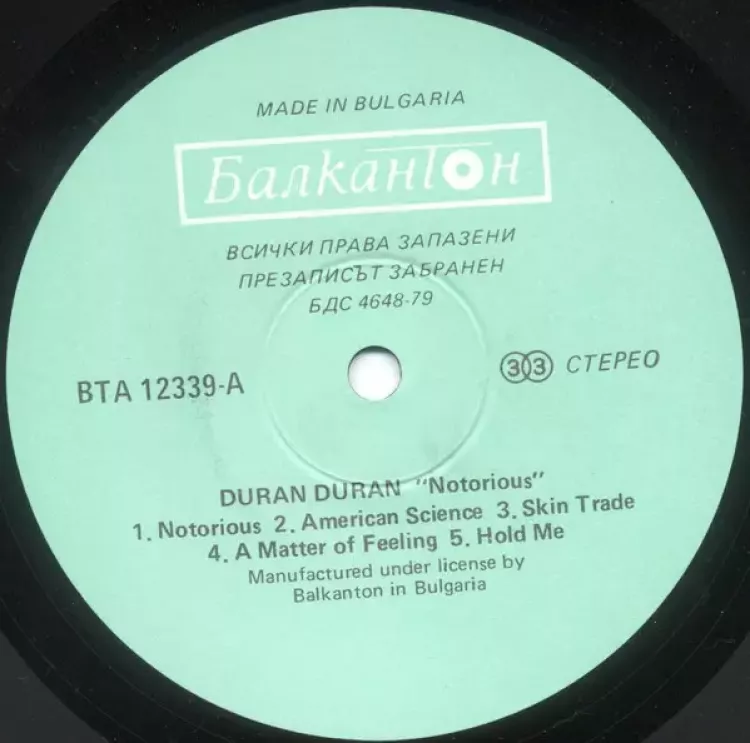 MADE IN BULGARIA
Балкантон
ВСИЧКИ ПРАВА ЗАПАЗЕНИ
ПРЕЗАПИСЪТ ЗАБРАНЕН
БДС 4648-79
ВТА 12339-А
33 СТЕРЕО
DURAN DURAN "Notorious"
1. Notorious 2. American Science 3. Skin Trade
4. A Matter of Feeling 5. Hold Me
Manufactured under license by
Balkanton in Bulgaria